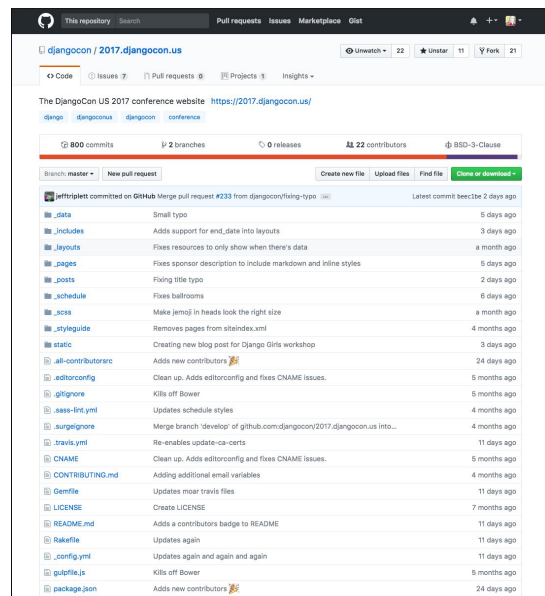 This repository Search Pull requests Issues Marketplace Gist
djangocon / 2017.djangocon.us Unwatch 22 Unstar 11 Fork 21
Code Issues 7 Pull requests 0 Projects 1 Insights
The DjangoCon US 2017 conference website https://2017.djangocon.us/
django djangoconus djangocon conference
800 commits 2 branches 0 releases 22 contributors BSD-3-Clause
Branch: master New pull request Create new file Upload files Find file Clone or download
jefftriplett committed on GitHub Merge pull request #233 from djangocon/fixing-typo ... Latest commit beec1be 2 days ago
_data Small typo 5 days ago
_includes Adds support for end_date into layouts 3 days ago
_layouts Fixes resources to only show when there's data a month ago
_pages Fixes sponsor description to include markdown and inline styles 5 days ago
_posts Fixing title typo 2 days ago
_schedule Fixes ballrooms 6 days ago
_scss Make jemoji in heads look the right size a month ago
_styleguide Removes pages from siteindex.xml 4 months ago
static Creating new blog post for Django Girls workshop 3 days ago
.all-contributorsrc Adds new contributors 24 days ago
.editorconfig Clean up. Adds editorconfig and fixes CNAME issues. 5 months ago
.gitignore Kills off Bower 5 months ago
.sass-lint.yml Updates schedule styles 4 months ago
.surgeignore Merge branch 'develop' of github.com:djangocon/2017.djangocon.us into... 4 months ago
.travis.yml Re-enables update-ca-certs 11 days ago
CNAME Clean up. Adds editorconfig and fixes CNAME issues. 5 months ago
CONTRIBUTING.md Adding additional email variables 4 months ago
Gemfile Updates moar travis files 11 days ago
LICENSE Create LICENSE 7 months ago
README.md Adds a contributors badge to README 11 days ago
Rakefile Updates again 11 days ago
_config.yml Updates again and again and again 11 days ago
gulpfile.js Kills off Bower 5 months ago
package.json Adds new contributors 24 days ago